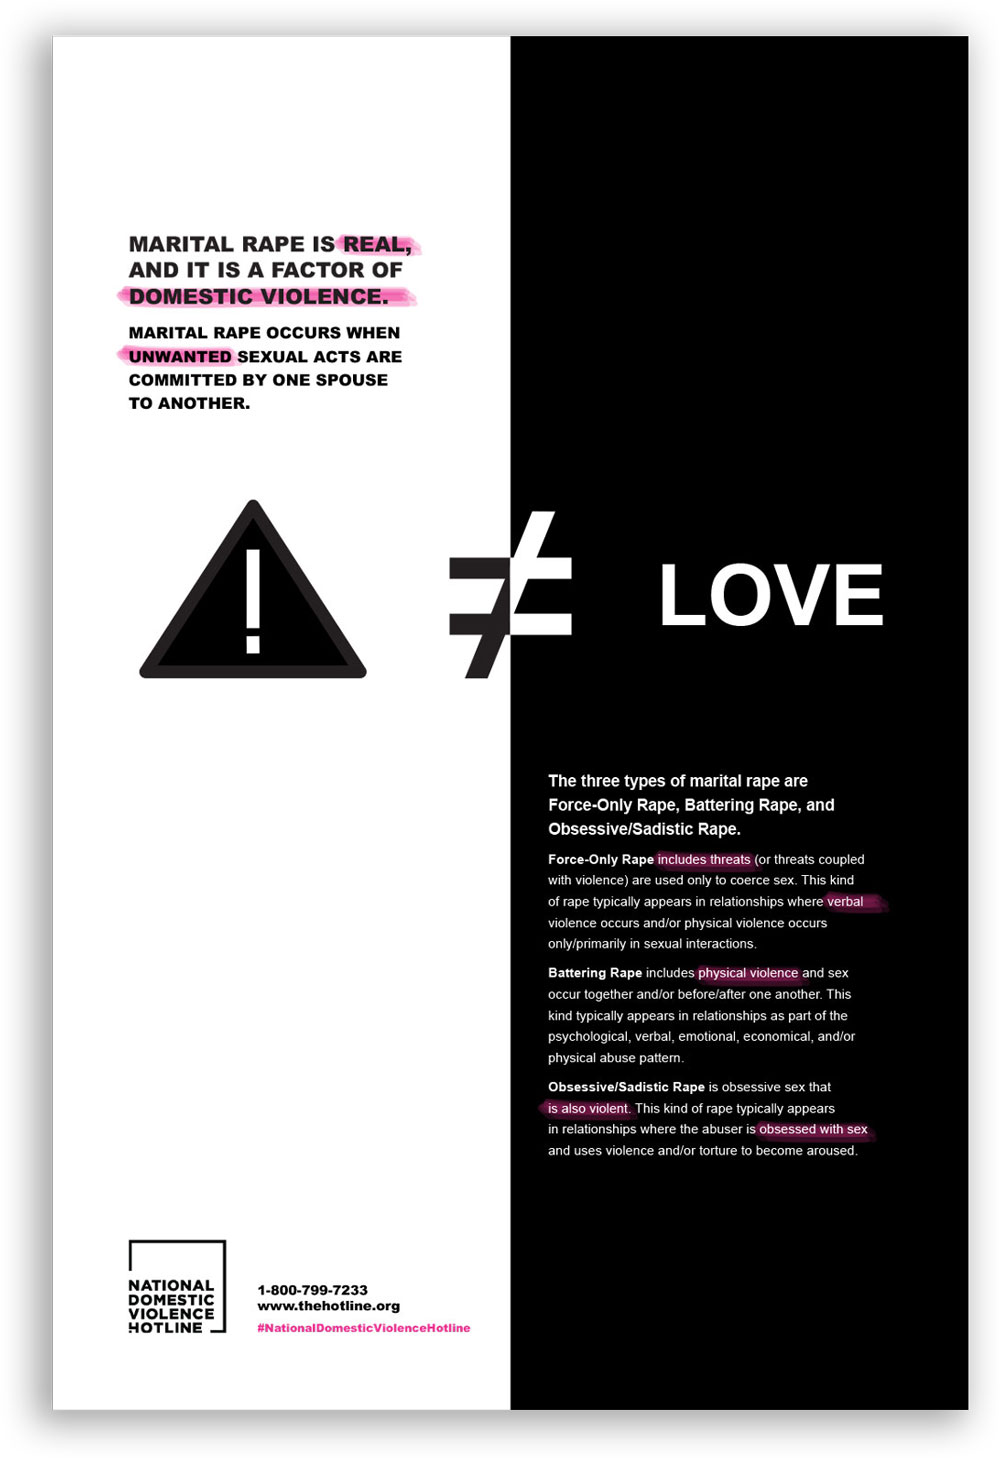 MARITAL RAPE IS REAL,
AND IT IS A FACTOR OF
DOMESTIC VIOLENCE.
MARITAL RAPE OCCURS WHEN
UNWANTED SEXUAL ACTS ARE
COMMITTED BY ONE SPOUSE
TO ANOTHER.
! ≠ LOVE
The three types of marital rape are
Force-Only Rape, Battering Rape, and
Obsessive/Sadistic Rape.
Force-Only Rape includes threats (or threats coupled
with violence) are used only to coerce sex. This kind
of rape typically appears in relationships where verbal
violence occurs and/or physical violence occurs
only/primarily in sexual interactions.
Battering Rape includes physical violence and sex
occur together and/or before/after one another. This
kind typically appears in relationships as part of the
psychological, verbal, emotional, economical, and/or
physical abuse pattern.
Obsessive/Sadistic Rape is obsessive sex that
is also violent. This kind of rape typically appears
in relationships where the abuser is obsessed with sex
and uses violence and/or torture to become aroused.
NATIONAL
DOMESTIC
VIOLENCE
HOTLINE
1-800-799-7233
www.thehotline.org
#NationalDomesticViolenceHotline